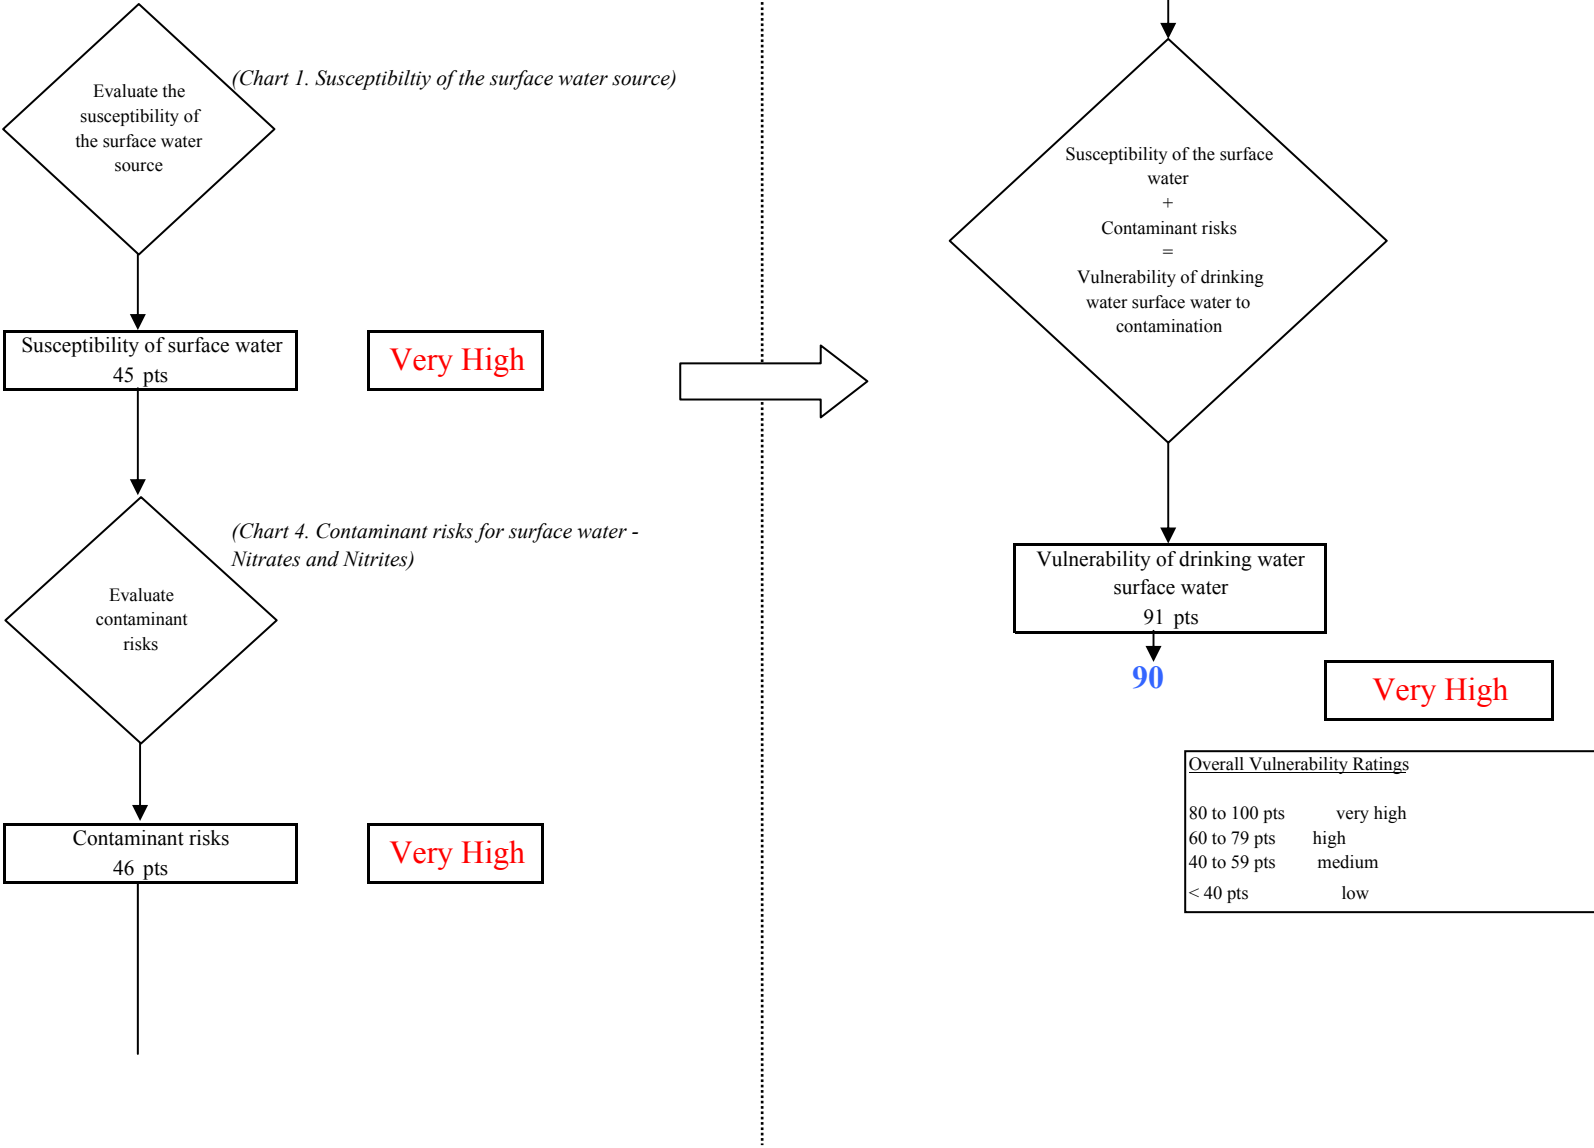 Evaluate the
susceptibility of
the surface water
source
(Chart 1. Susceptibiltiy of the surface water source)
Susceptibility of surface water
45 pts
Very High
(Chart 4. Contaminant risks for surface water -
Nitrates and Nitrites)
Evaluate
contaminant
risks
Contaminant risks
46 pts
Very High
Susceptibility of the surface
water
+
Contaminant risks
=
Vulnerability of drinking
water surface water to
contamination
Vulnerability of drinking water
surface water
91 pts
90
Very High
Overall Vulnerability Ratings
80 to 100 pts very high
60 to 79 pts high
40 to 59 pts medium
< 40 pts low